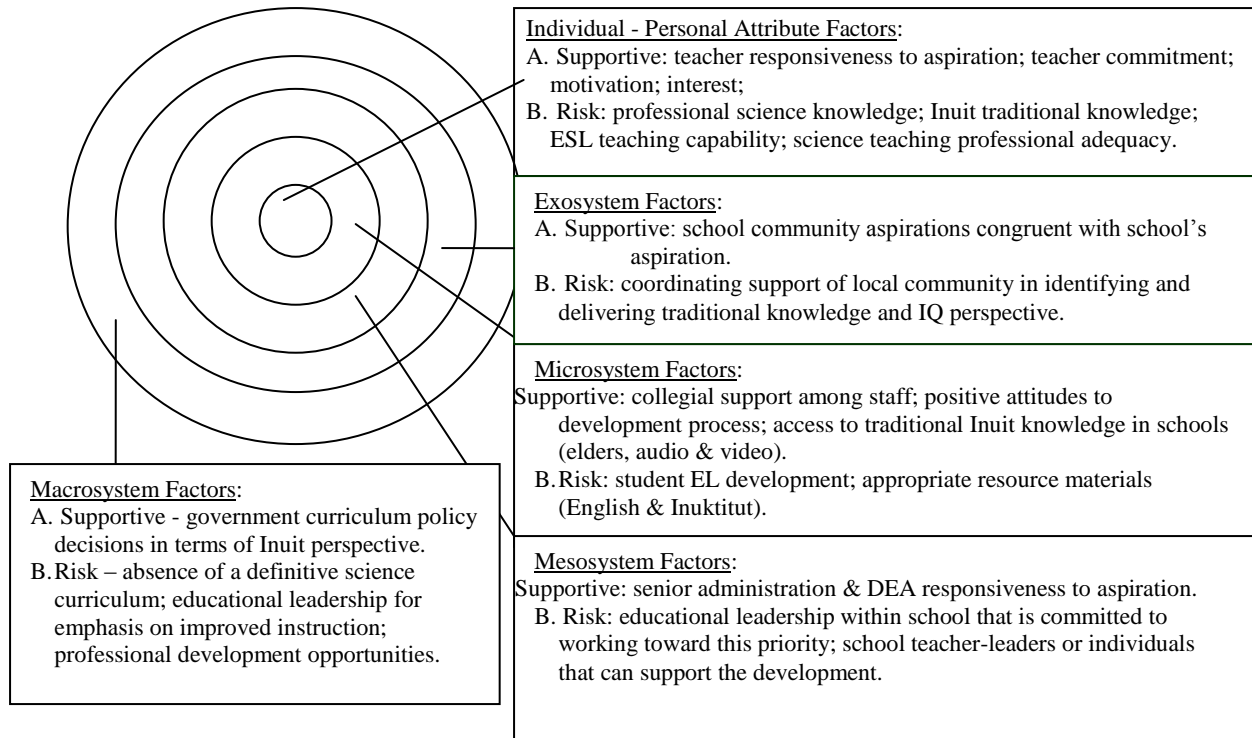 Individual - Personal Attribute Factors:
A. Supportive: teacher responsiveness to aspiration; teacher commitment;
motivation; interest;
B. Risk: professional science knowledge; Inuit traditional knowledge;
ESL teaching capability; science teaching professional adequacy.
Exosystem Factors:
A. Supportive: school community aspirations congruent with school's
aspiration.
B. Risk: coordinating support of local community in identifying and
delivering traditional knowledge and IQ perspective.
Microsystem Factors:
Supportive: collegial support among staff; positive attitudes to
development process; access to traditional Inuit knowledge in schools
(elders, audio & video).
B. Risk: student EL development; appropriate resource materials
(English & Inuktitut).
Mesosystem Factors:
Supportive: senior administration & DEA responsiveness to aspiration.
B. Risk: educational leadership within school that is committed to
working toward this priority; school teacher-leaders or individuals
that can support the development.
Macrosystem Factors:
A. Supportive - government curriculum policy
decisions in terms of Inuit perspective.
B. Risk – absence of a definitive science
curriculum; educational leadership for
emphasis on improved instruction;
professional development opportunities.